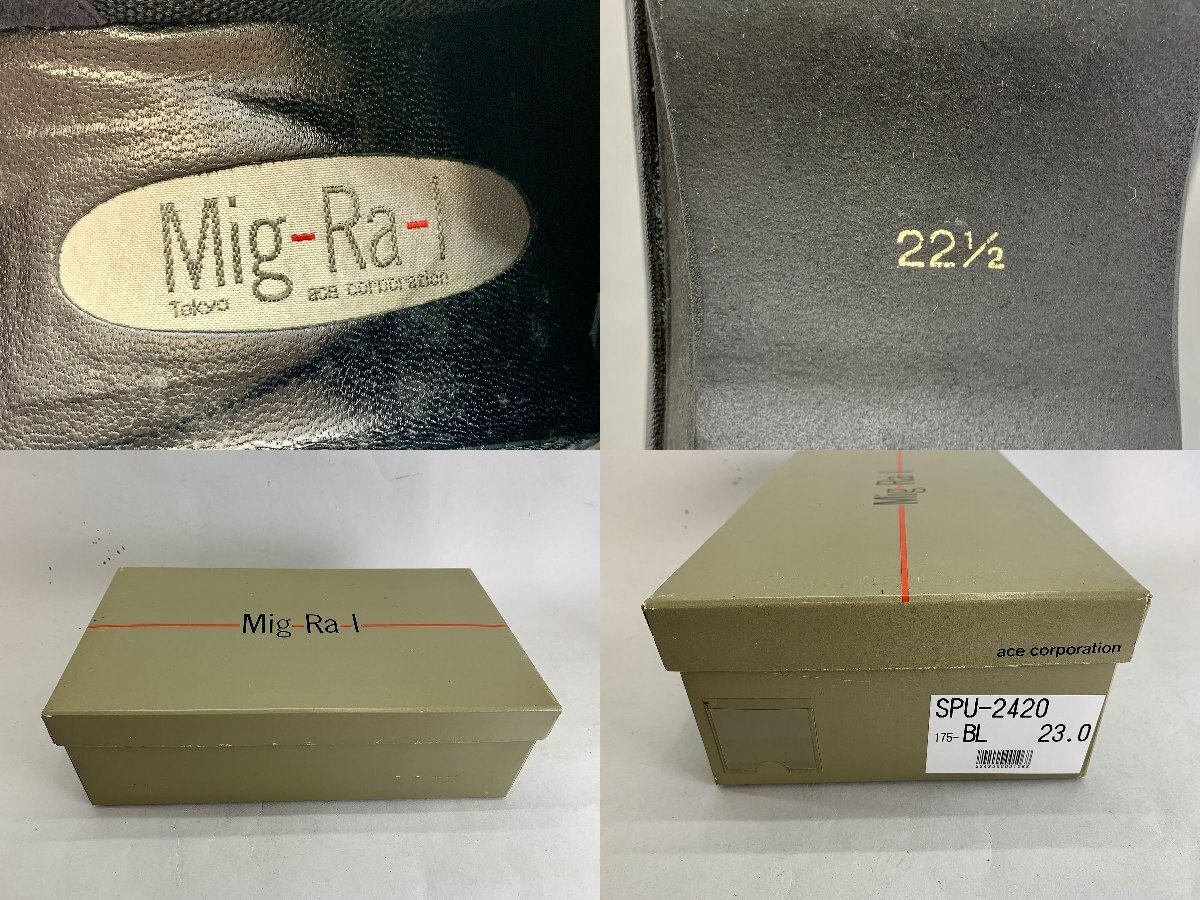 Mig-Ra-l
Tokyo ace corporation
22½
Mig-Ra-l
Mig-Ra-l
ace corporation
SPU-2420
175-BL 23.0